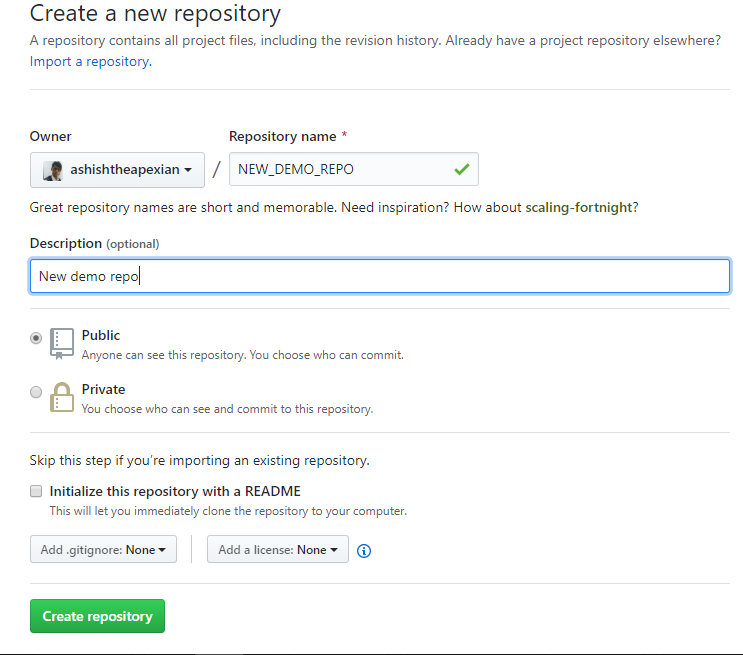 Create a new repository
A repository contains all project files, including the revision history. Already have a project repository elsewhere?
Import a repository.
Owner
Repository name *
ashishtheapexian
/
NEW_DEMO_REPO
Great repository names are short and memorable. Need inspiration? How about scaling-fortnight?
Description (optional)
New demo repo
Public
Anyone can see this repository. You choose who can commit.
Private
You choose who can see and commit to this repository.
Skip this step if you’re importing an existing repository.
Initialize this repository with a README
This will let you immediately clone the repository to your computer.
Add .gitignore: None
Add a license: None
Create repository